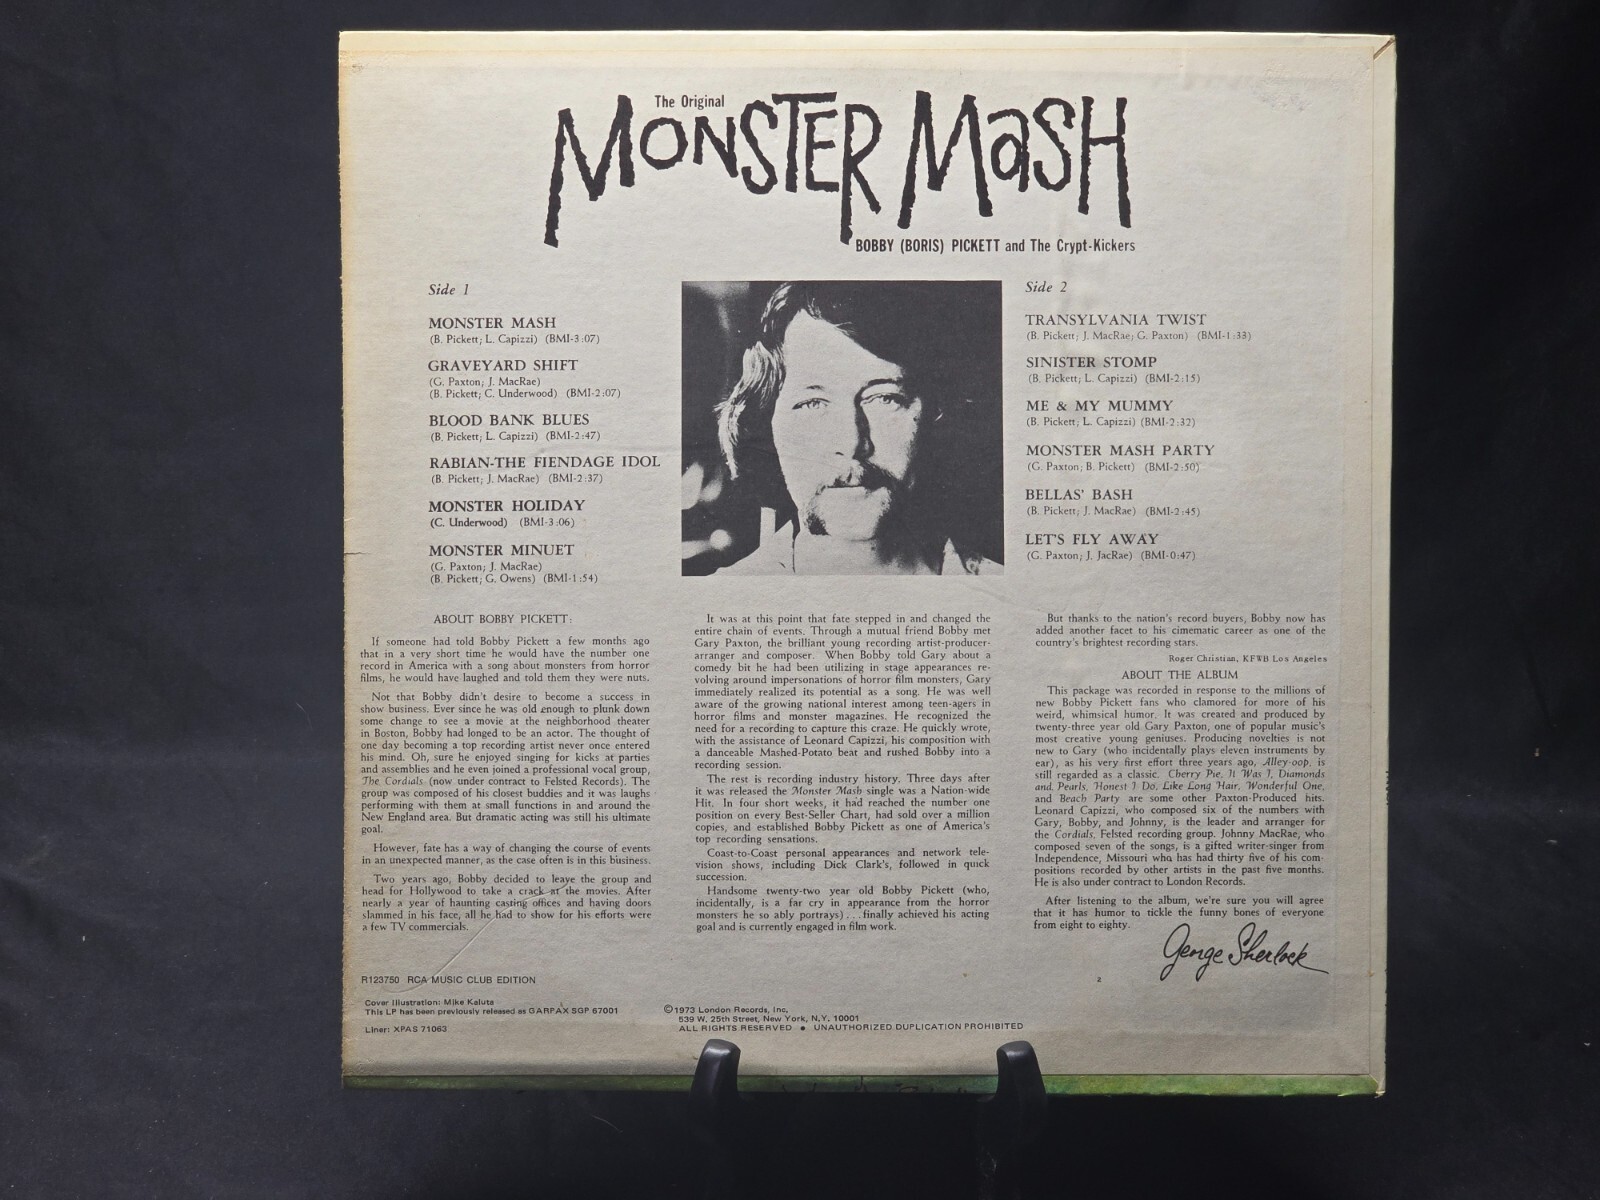 The Original
MONSTER MASH
BOBBY (BORIS) PICKETT and The Crypt-Kickers
Side 1
MONSTER MASH
(B. Pickett; L. Capizzi) (BMI-3:07)
GRAVEYARD SHIFT
(G. Paxton; J. MacRae)
(B. Pickett; C. Underwood) (BMI-2:07)
BLOOD BANK BLUES
(B. Pickett; L. Capizzi) (BMI-2:47)
RABIAN-THE FIENDAGE IDOL
(B. Pickett; J. MacRae) (BMI-2:37)
MONSTER HOLIDAY
(C. Underwood) (BMI-3:06)
MONSTER MINUET
(G. Paxton; J. MacRae)
(B. Pickett; G. Owens) (BMI-1:54)
Side 2
TRANSYLVANIA TWIST
(B. Pickett; J. MacRae; G. Paxton) (BMI-1:33)
SINISTER STOMP
(B. Pickett; L. Capizzi) (BMI-2:15)
ME & MY MUMMY
(B. Pickett; L. Capizzi) (BMI-2:32)
MONSTER MASH PARTY
(G. Paxton; B. Pickett) (BMI-2:50)
BELLAS' BASH
(B. Pickett; J. MacRae) (BMI-2:45)
LET'S FLY AWAY
(G. Paxton; J. JacRae) (BMI-0:47)
ABOUT BOBBY PICKETT:
If someone had told Bobby Pickett a few months ago
that in a very short time he would have the number one
record in America with a song about monsters from horror
films, he would have laughed and told them they were nuts.
Not that Bobby didn't desire to become a success in
show business. Ever since he was old enough to plunk down
some change to see a movie at the neighborhood theater
in Boston, Bobby had longed to be an actor. The thought of
one day becoming a top recording artist never once entered
his mind. Oh, sure he enjoyed singing for kicks at parties
and assemblies and he even joined a professional vocal group,
The Cordials (now under contract to Felsted Records). The
group was composed of his closest buddies and it was laughs
performing with them at small functions in and around the
New England area. But dramatic acting was still his ultimate
goal.
However, fate has a way of changing the course of events
in an unexpected manner, as the case often is in this business.
Two years ago, Bobby decided to leave the group and
head for Hollywood to take a crack at the movies. After
nearly a year of haunting casting offices and having doors
slammed in his face, all he had to show for his efforts were
a few TV commercials.
It was at this point that fate stepped in and changed the
entire chain of events. Through a mutual friend Bobby met
Gary Paxton, the brilliant young recording artist-producer-
arranger and composer. When Bobby told Gary about a
comedy bit he had been utilizing in stage appearances re-
volving around impersonations of horror film monsters, Gary
immediately realized its potential as a song. He was well
aware of the growing national interest among teen-agers in
horror films and monster magazines. He recognized the
need for a recording to capture this craze. He quickly wrote,
with the assistance of Leonard Capizzi, his composition with
a danceable Mashed-Potato beat and rushed Bobby into a
recording session.
The rest is recording industry history. Three days after
it was released the Monster Mash single was a Nation-wide
Hit. In four short weeks, it had reached the number one
position on every Best-Seller Chart, had sold over a million
copies, and established Bobby Pickett as one of America's
top recording sensations.
Coast-to-Coast personal appearances and network tele-
vision shows, including Dick Clark's, followed in quick
succession.
Handsome twenty-two year old Bobby Pickett (who,
incidentally, is a far cry in appearance from the horror
monsters he so ably portrays) . . . finally achieved his acting
goal and is currently engaged in film work.
But thanks to the nation's record buyers, Bobby now has
added another facet to his cimematic career as one of the
country's brightest recording stars.
Roger Christian, KFWB Los Angeles
ABOUT THE ALBUM
This package was recorded in response to the millions of
new Bobby Pickett fans who clamored for more of his
weird, whimsical humor. It was created and produced by
twenty-three year old Gary Paxton, one of popular music's
most creative young geniuses. Producing novelties is not
new to Gary (who incidentally plays eleven instruments by
ear), as his very first effort three years ago, Alley-oop, is
still regarded as a classic. Cherry Pie, It Was I, Diamonds
and Pearls, Honest I Do, Like Long Hair, Wonderful One,
and Beach Party are some other Paxton-Produced hits.
Leonard Capizzi, who composed six of the numbers with
Gary, Bobby, and Johnny, is the leader and arranger for
the Cordials, Felsted recording group. Johnny MacRae, who
composed seven of the songs, is a gifted writer-singer from
Independence, Missouri who has had thirty five of his com-
positions recorded by other artists in the past five months.
He is also under contract to London Records.
After listening to the album, we're sure you will agree
that it has humor to tickle the funny bones of everyone
from eight to eighty.
George Sherlock
R123750 RCA MUSIC CLUB EDITION
2
Cover Illustration: Mike Kaluta
This LP has been previously released as GARPAX SGP 67001
Liner: XPAS 71063
©1973 London Records, Inc.
539 W. 25th Street, New York, N.Y. 10001
ALL RIGHTS RESERVED ● UNAUTHORIZED DUPLICATION PROHIBITED